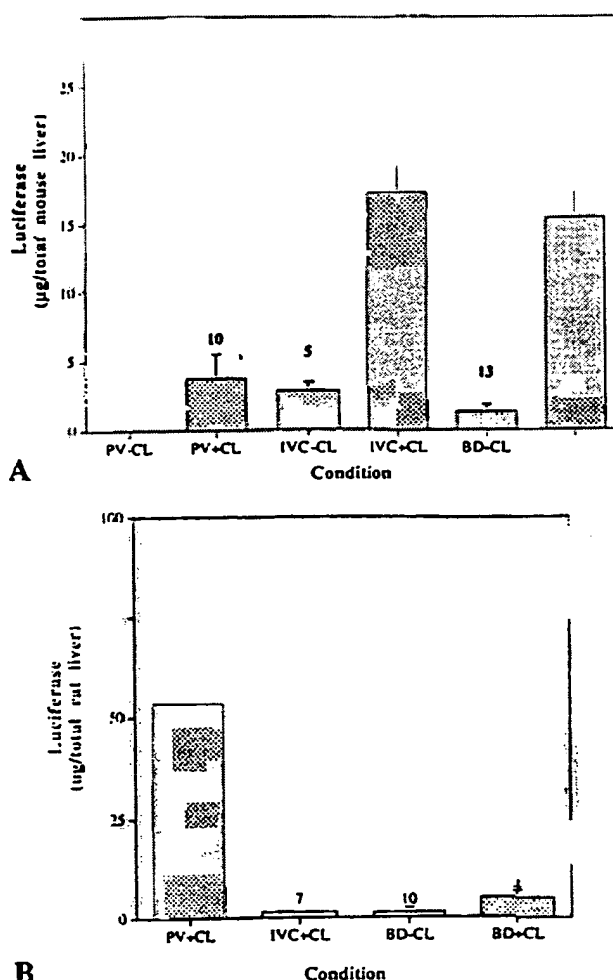 Luciferase
(µg/total mouse liver)
25
20
15
10
5
0
10
5
13
PV-CL PV+CL IVC-CL IVC+CL BD-CL
Condition
A
Luciferase
(ug/total rat liver)
100
50
25
0
7
10
PV+CL IVC+CL BD-CL BD+CL
Condition
B